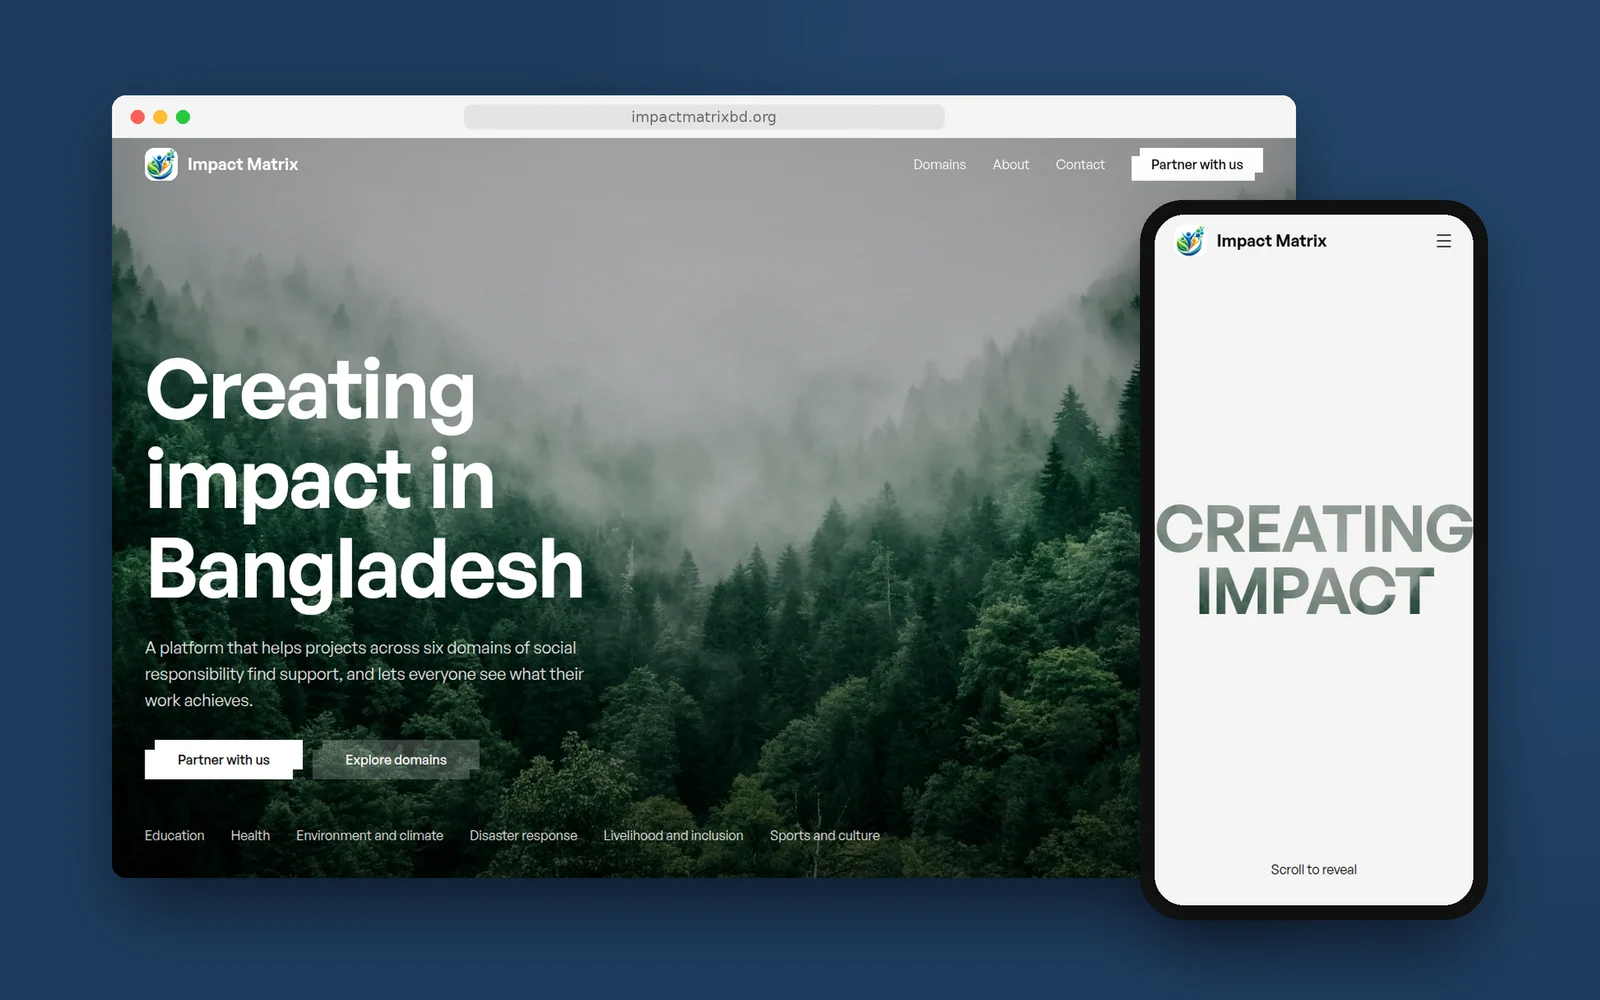 impactmatrixbd.org
Impact Matrix
Domains
About
Contact
Partner with us
Creating
impact in
Bangladesh
A platform that helps projects across six domains of social
responsibility find support, and lets everyone see what their
work achieves.
Partner with us
Explore domains
Education
Health
Environment and climate
Disaster response
Livelihood and inclusion
Sports and culture
Impact Matrix
CREATING
IMPACT
Scroll to reveal